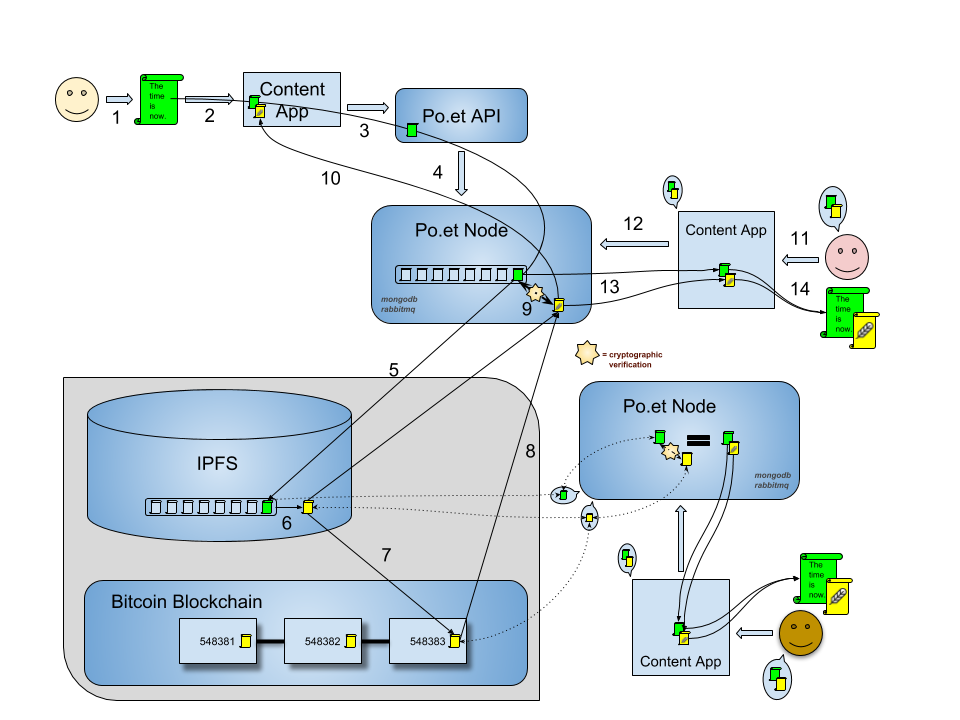 The
time
is
now.
1
2
Content
App
3
Po.et API
4
10
Po.et Node
mongodb
rabbitmq
9
12
13
Content App
11
14
The
time
is
now.
= cryptographic
verification
5
8
IPFS
6
7
Bitcoin Blockchain
548381
548382
548383
Po.et Node
mongodb
rabbitmq
Content App
The
time
is
now.